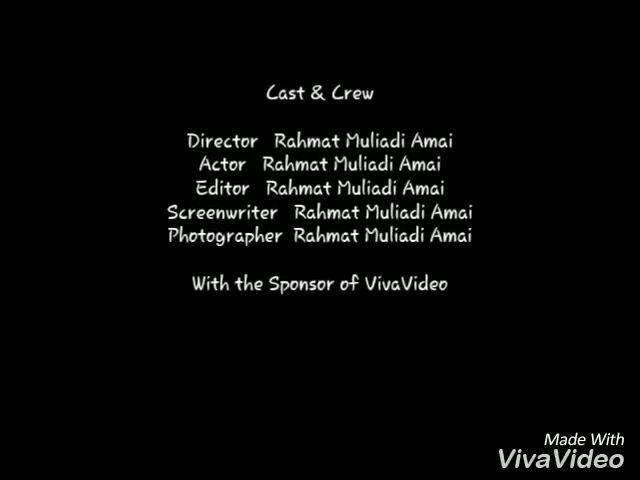 Cast & Crew
Director Rahmat Muliadi Amai
Actor Rahmat Muliadi Amai
Editor Rahmat Muliadi Amai
Screenwriter Rahmat Muliadi Amai
Photographer Rahmat Muliadi Amai
With the Sponsor of VivaVideo
Made With
VivaVideo